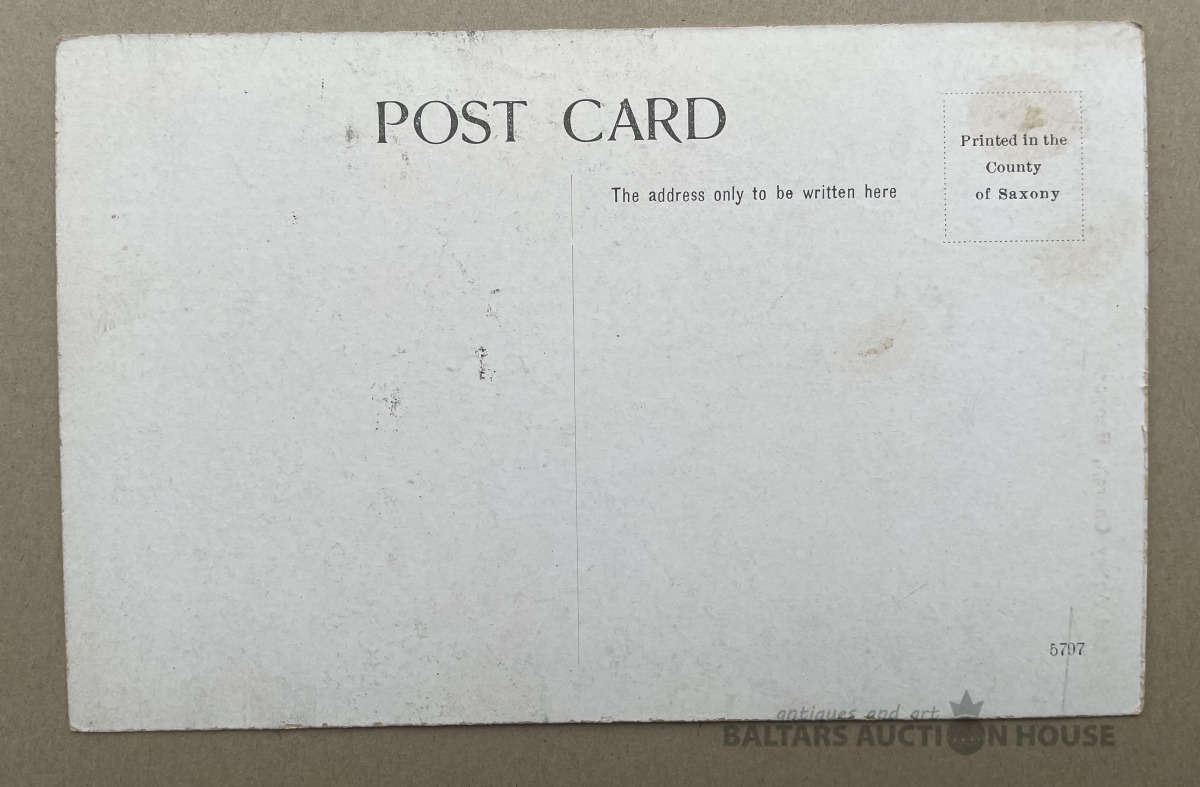 POST CARD
The address only to be written here
Printed in the
County
of Saxony
5797
antiques and art
BALTARS AUCTION HOUSE